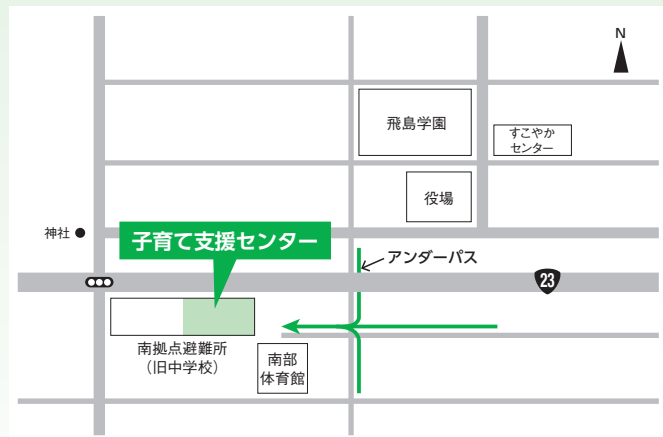 N
飛島学園
すこやか
センター
役場
神社
子育て支援センター
アンダーパス
23
南拠点避難所
（旧中学校）
南部
体育館